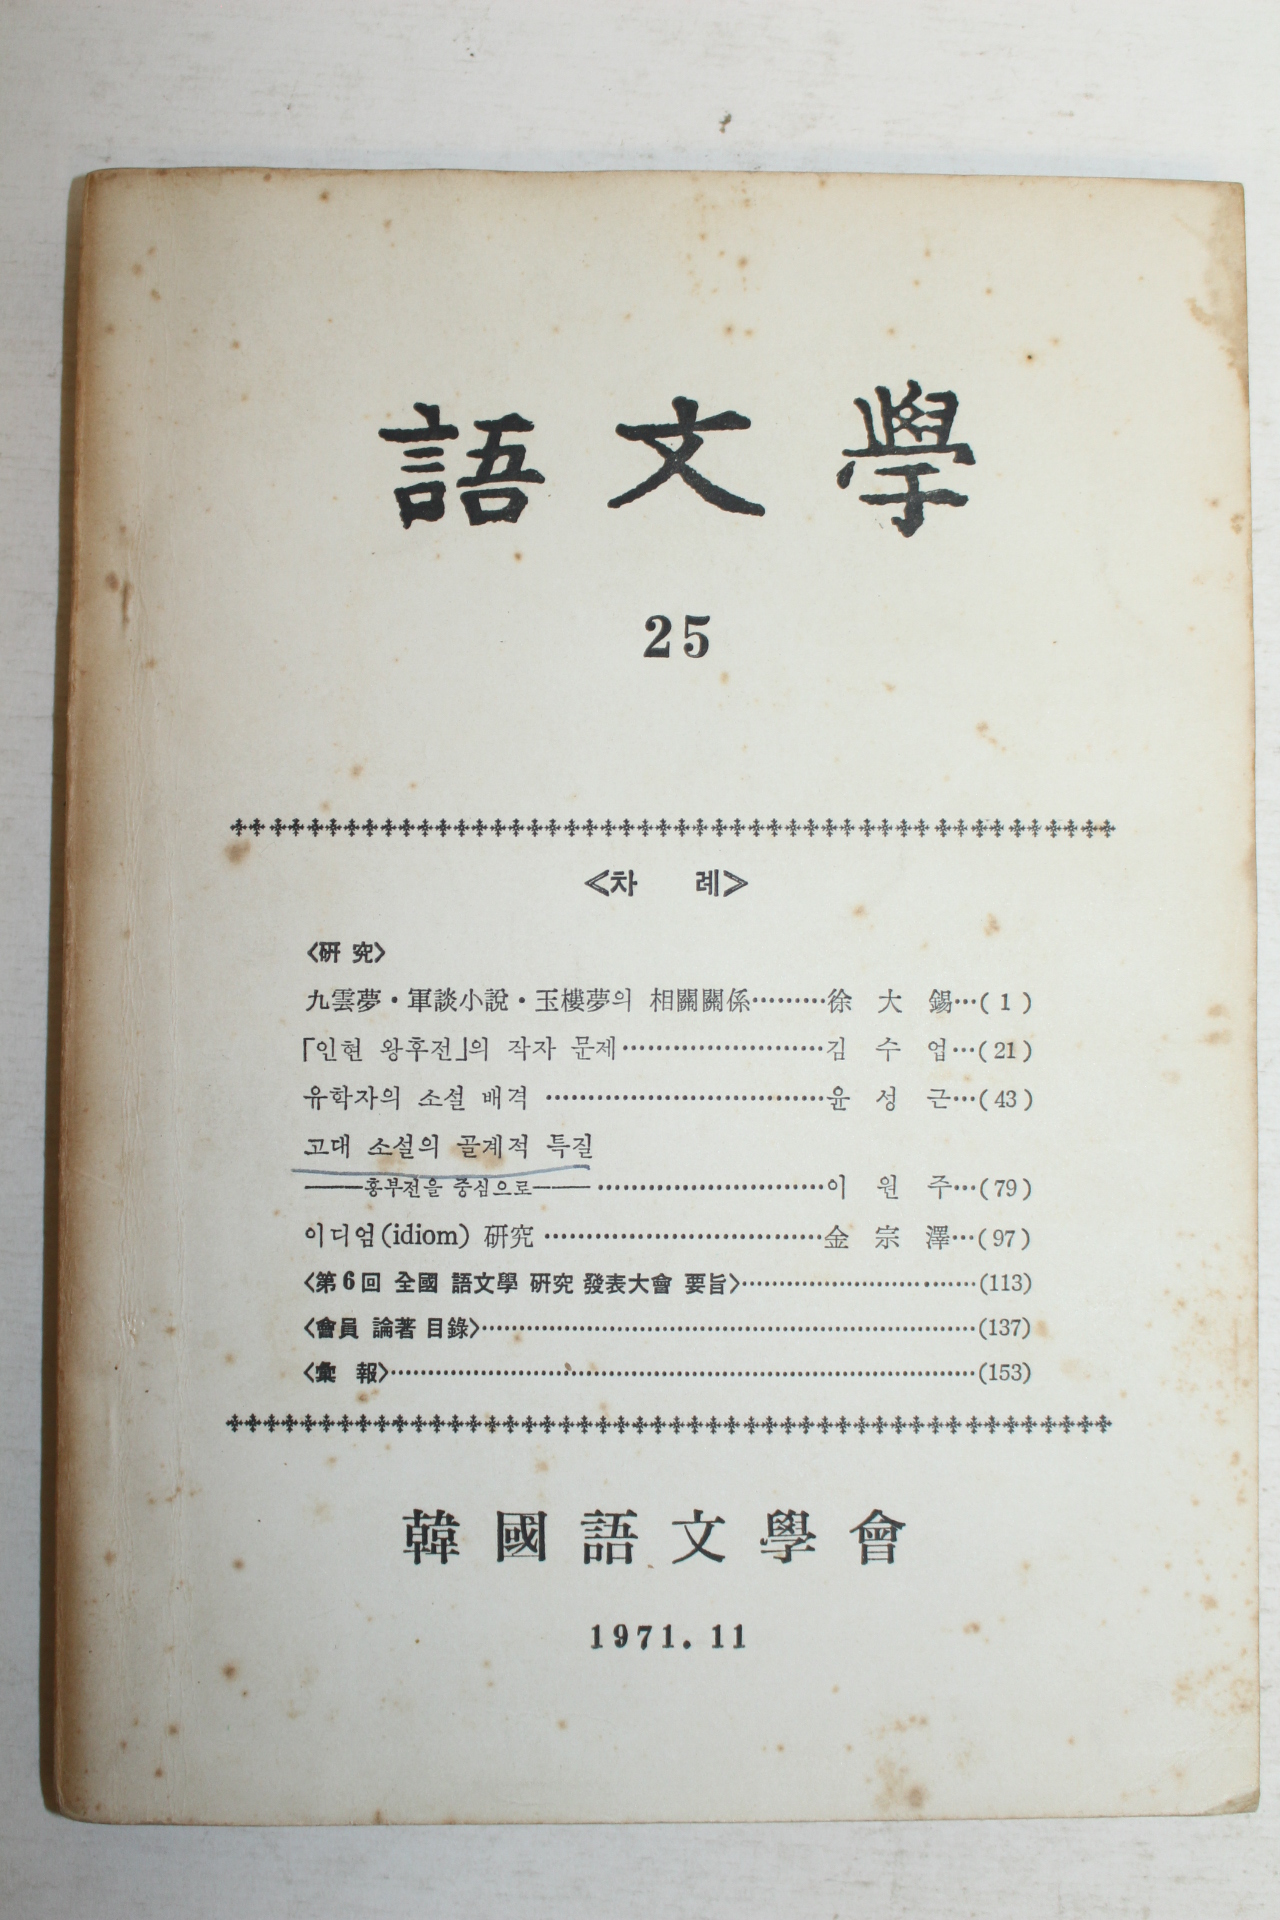 語文學
25
<차 례>
<研 究>
九雲夢·軍談小說·玉樓夢의 相關關係………徐 大 錫…( 1 )
「인현 왕후전」의 작자 문제……………………김 수 업…( 21 )
유학자의 소설 배격……………………………윤 성 근…( 43 )
고대 소설의 골계적 특질
――흥부전을 중심으로――………………………이 원 주…( 79 )
이디엄(idiom) 研究……………………………金 宗 澤…( 97 )
<第6回 全國 語文學 研究 發表大會 要旨>………………………(113)
<會員 論著 目錄>……………………………………………………(137)
<彙 報>………………………………………………………………(153)
韓國語文學會
1971. 11